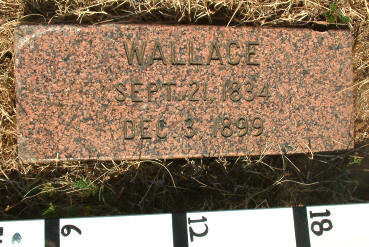 WALLACE
SEPT. 21, 1834
DEC. 3, 1899
6 12 18